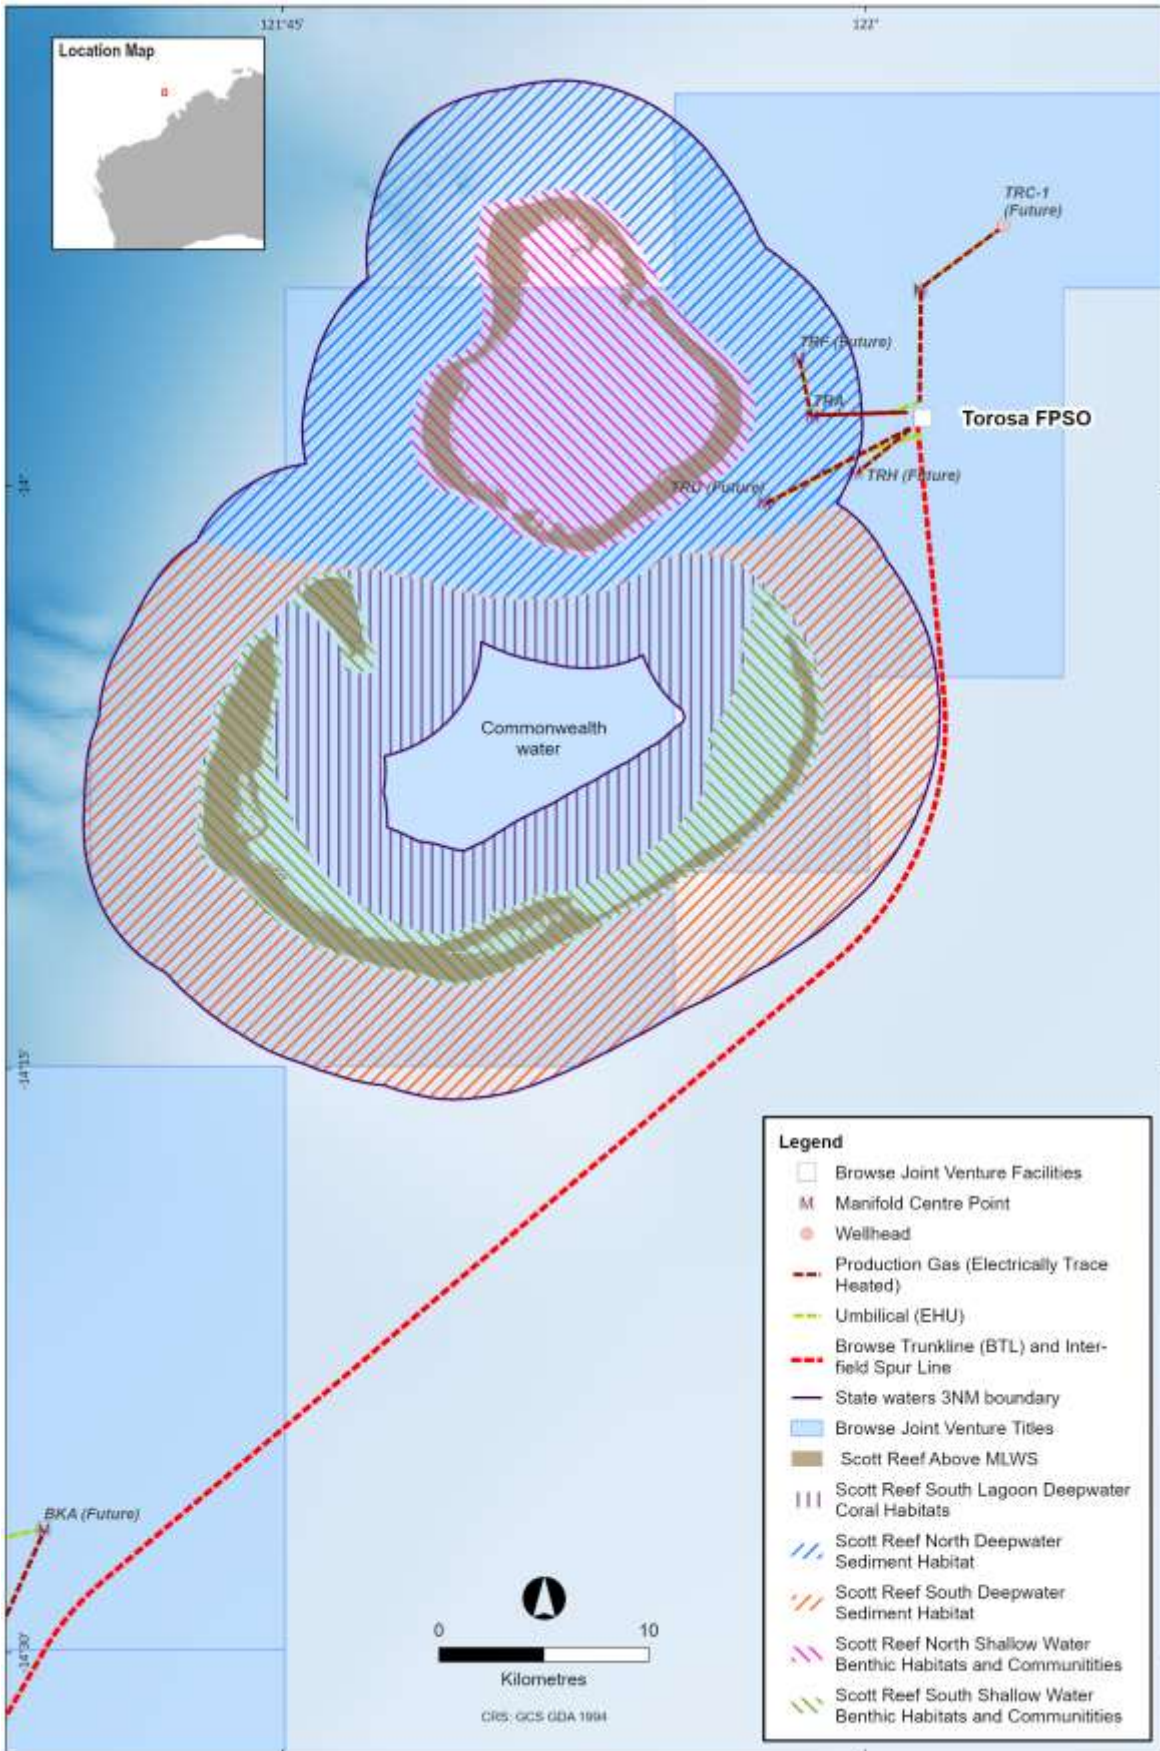 121°45'
122°
Location Map
TRC-1
(Future)
TRF (Future)
TRA
Torosa FPSO
-14°
TRD (Future)
TRH (Future)
Commonwealth
water
-14°15'
Legend
Browse Joint Venture Facilities
M Manifold Centre Point
Wellhead
Production Gas (Electrically Trace
Heated)
Umbilical (EHU)
Browse Trunkline (BTL) and Inter-
field Spur Line
State waters 3NM boundary
Browse Joint Venture Titles
Scott Reef Above MLWS
Scott Reef South Lagoon Deepwater
Coral Habitats
Scott Reef North Deepwater
Sediment Habitat
Scott Reef South Deepwater
Sediment Habitat
Scott Reef North Shallow Water
Benthic Habitats and Communitities
Scott Reef South Shallow Water
Benthic Habitats and Communitities
BKA (Future)
M
-14°30'
0 10
Kilometres
CRS: GCS GDA 1994